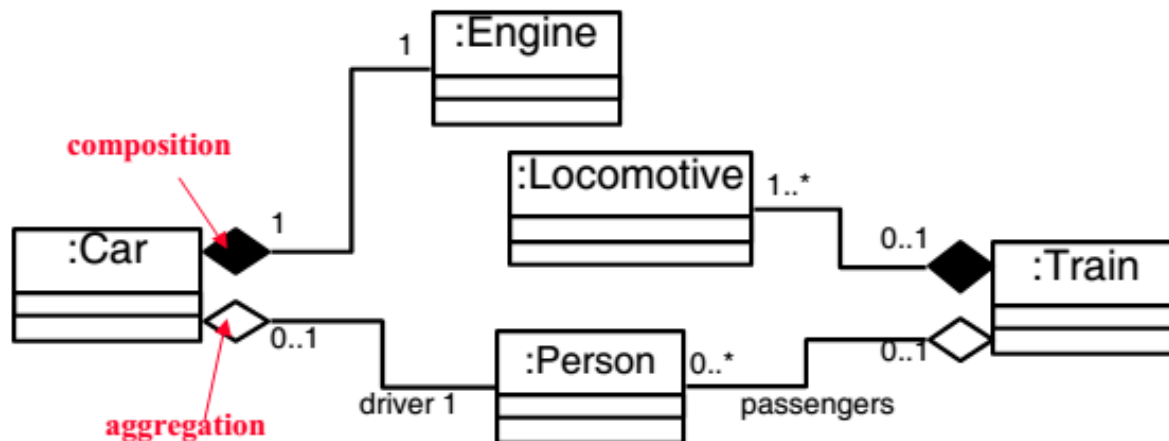 :Engine
1
composition
:Locomotive
1..*
1
:Car
0..1
:Train
0..1
:Person
0..*
0..1
driver 1
passengers
aggregation